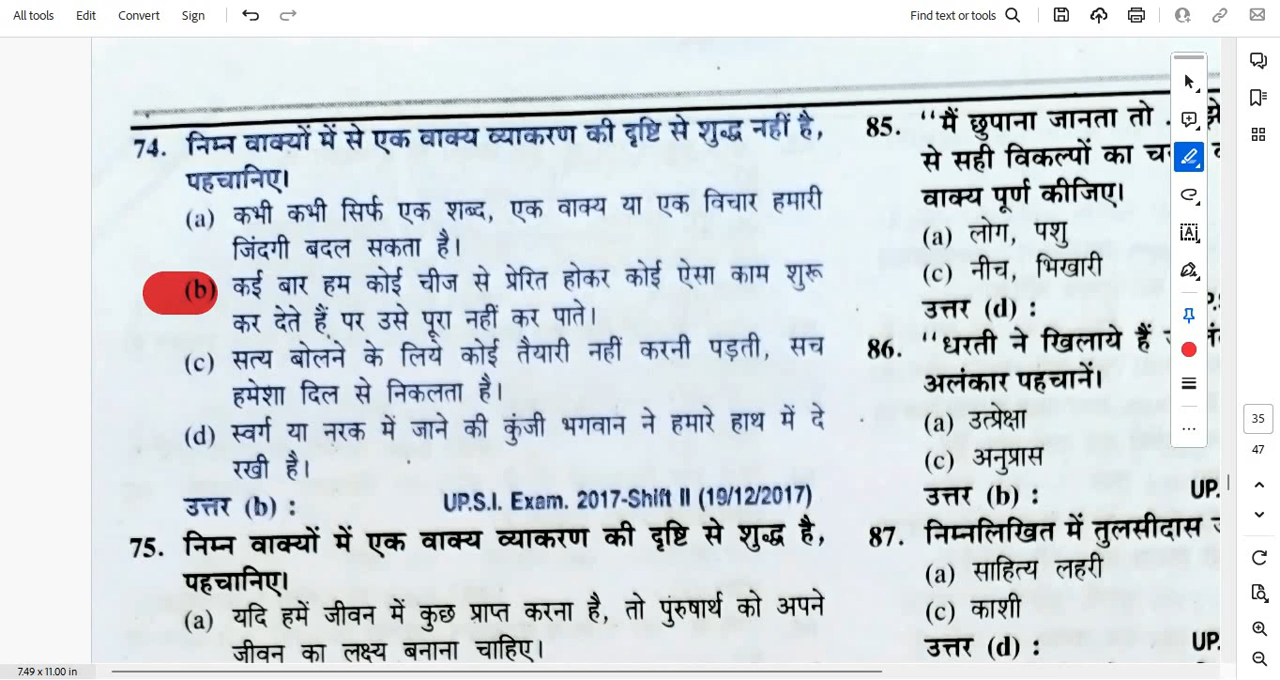 All tools Edit Convert Sign Find text or tools
74. निम्न वाक्यों में से एक वाक्य व्याकरण की दृष्टि से शुद्ध नहीं है,
पहचानिए।
(a) कभी कभी सिर्फ एक शब्द, एक वाक्य या एक विचार हमारी
जिंदगी बदल सकता है।
(b) कई बार हम कोई चीज से प्रेरित होकर कोई ऐसा काम शुरू
कर देते हैं पर उसे पूरा नहीं कर पाते।
(c) सत्य बोलने के लिये कोई तैयारी नहीं करनी पड़ती, सच
हमेशा दिल से निकलता है।
(d) स्वर्ग या नरक में जाने की कुंजी भगवान ने हमारे हाथ में दे
रखी है।
उत्तर (b) : UP.S.I. Exam. 2017-Shift II (19/12/2017)
75. निम्न वाक्यों में एक वाक्य व्याकरण की दृष्टि से शुद्ध है,
पहचानिए।
(a) यदि हमें जीवन में कुछ प्राप्त करना है, तो पुरुषार्थ को अपने
जीवन का लक्ष्य बनाना चाहिए।
85. "मैं छुपाना जानता तो .
से सही विकल्पों का
वाक्य पूर्ण कीजिए।
(a) लोग, पशु
(c) नीच, भिखारी
उत्तर (d) :
86. "धरती ने खिलाये हैं
अलंकार पहचानें।
(a) उत्प्रेक्षा
(c) अनुप्रास
उत्तर (b) : UP.
87. निम्नलिखित में तुलसीदास
(a) साहित्य लहरी
(c) काशी
उत्तर (d) : UP.
35
47
7.49 x 11.00 in